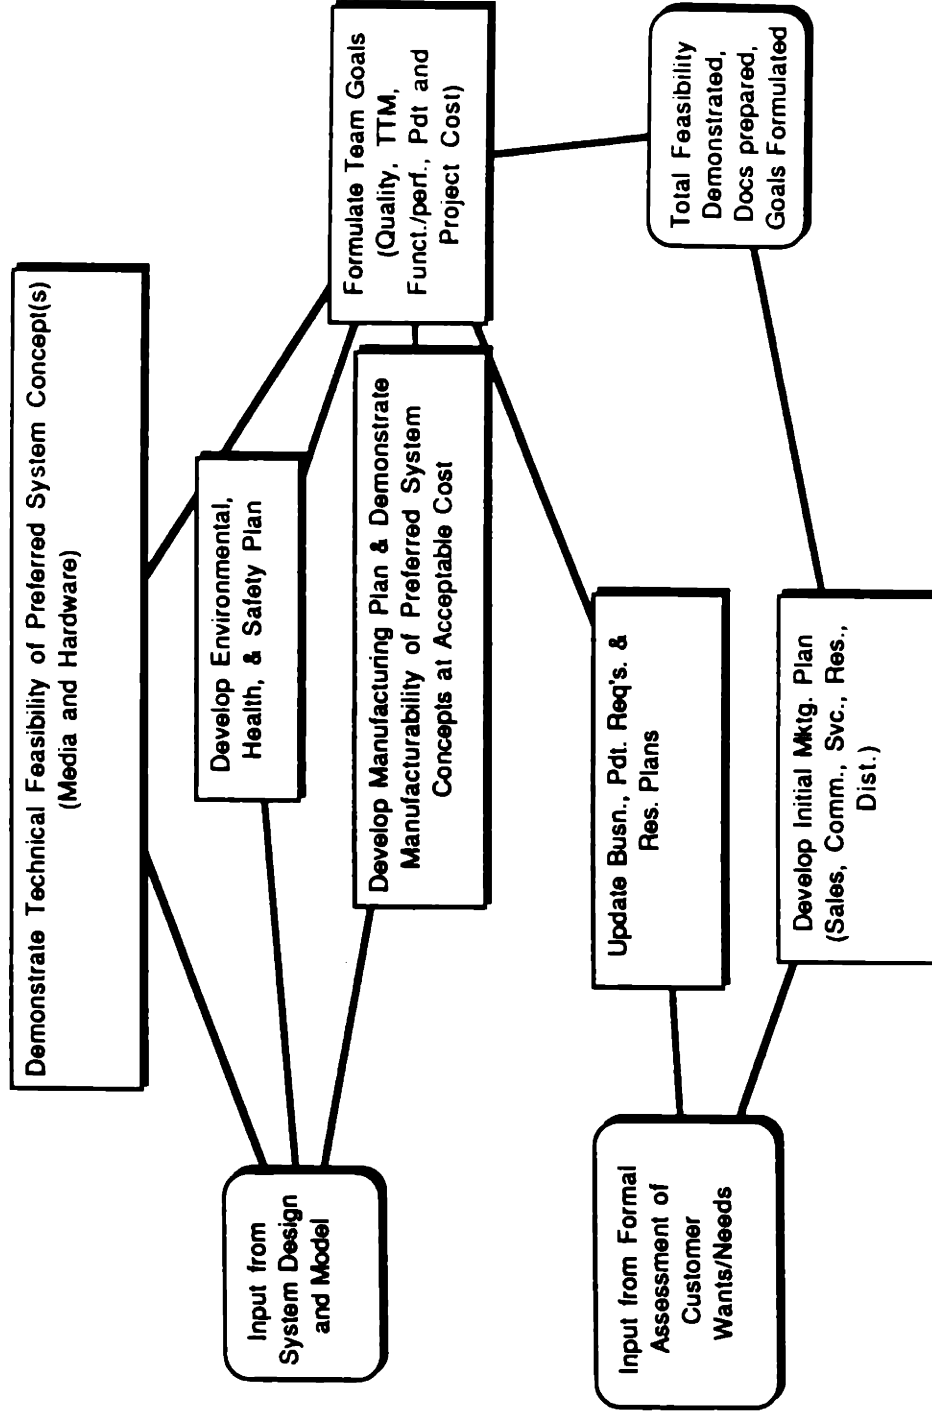 Demonstrate Technical Feasibility of Preferred System Concept(s)
(Media and Hardware)
Input from
System Design
and Model
Develop Environmental,
Health, & Safety Plan
Develop Manufacturing Plan & Demonstrate
Manufacturability of Preferred System
Concepts at Acceptable Cost
Formulate Team Goals
(Quality, TTM,
Funct./perf., Pdt and
Project Cost)
Input from Formal
Assessment of
Customer
Wants/Needs
Update Busn., Pdt. Req's. &
Res. Plans
Develop Initial Mktg. Plan
(Sales, Comm., Svc., Res.,
Dist.)
Total Feasibility
Demonstrated,
Docs prepared,
Goals Formulated